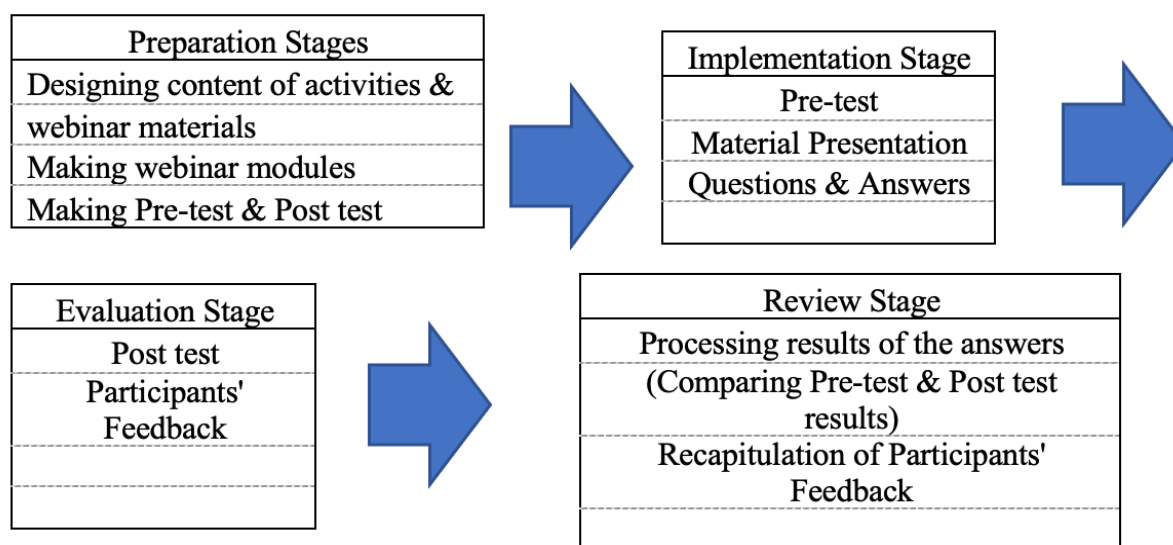 Preparation Stages
Designing content of activities &
webinar materials
Making webinar modules
Making Pre-test & Post test
Implementation Stage
Pre-test
Material Presentation
Questions & Answers
Evaluation Stage
Post test
Participants'
Feedback
Review Stage
Processing results of the answers
(Comparing Pre-test & Post test
results)
Recapitulation of Participants'
Feedback